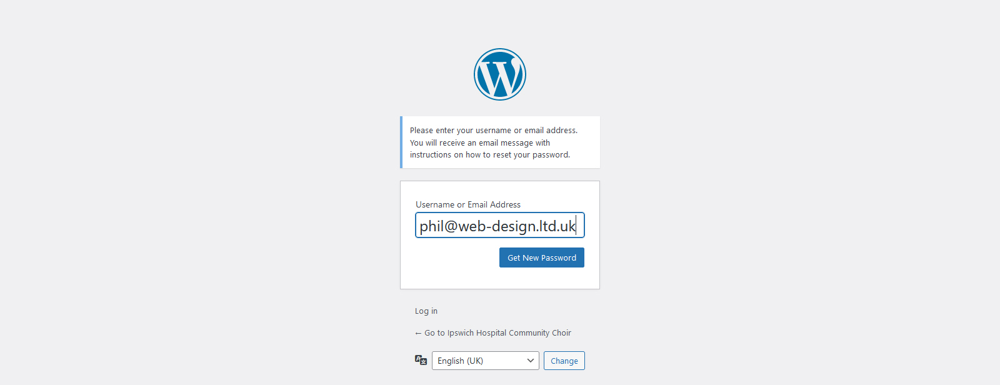 Please enter your username or email address.
You will receive an email message with
instructions on how to reset your password.
Username or Email Address
phil@web-design.ltd.uk
Get New Password
Log in
← Go to Ipswich Hospital Community Choir
English (UK)
Change